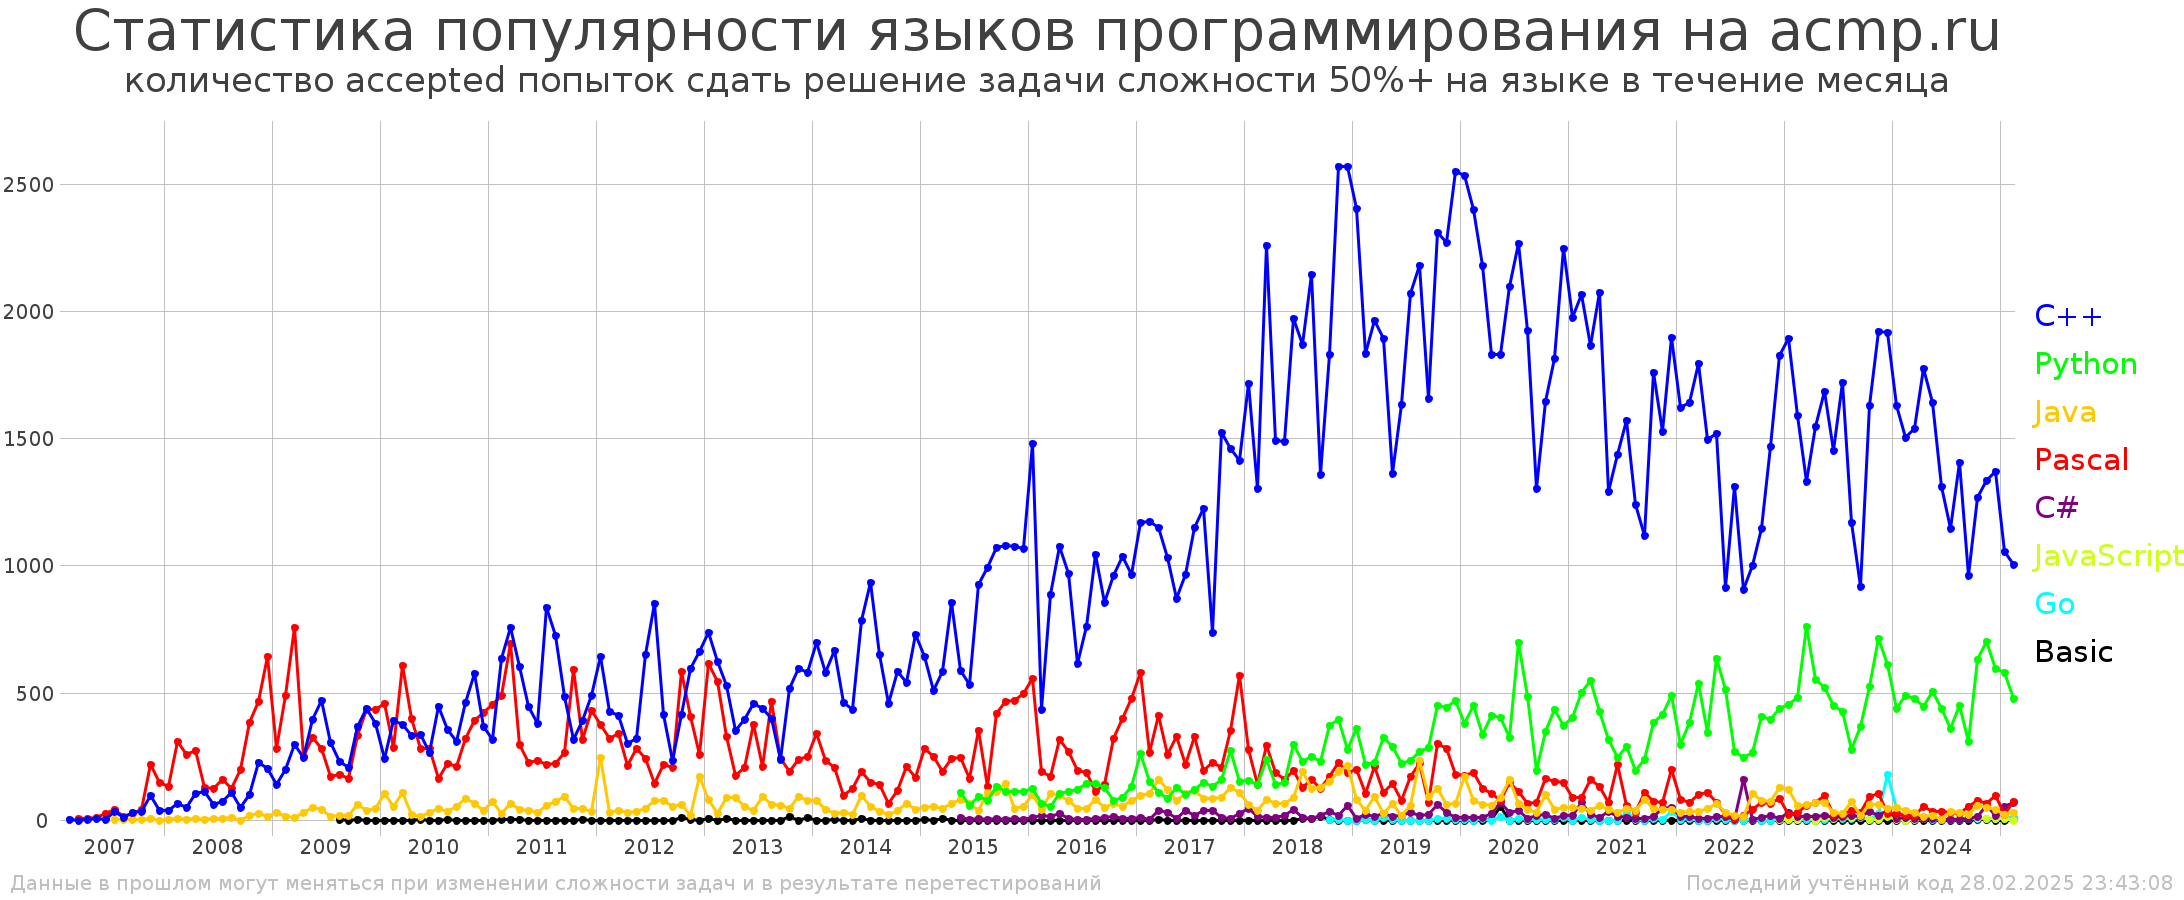 Статистика популярности языков программирования на acmp.ru
количество accepted попыток сдать решение задачи сложности 50%+ на языке в течение месяца
2500
2000
1500
1000
500
0
C++
Python
Java
Pascal
C#
JavaScript
Go
Basic
2007 2008 2009 2010 2011 2012 2013 2014 2015 2016 2017 2018 2019 2020 2021 2022 2023 2024
Данные в прошлом могут меняться при изменении сложности задач и в результате перетестирований
Последний учтённый код 28.02.2025 23:43:08